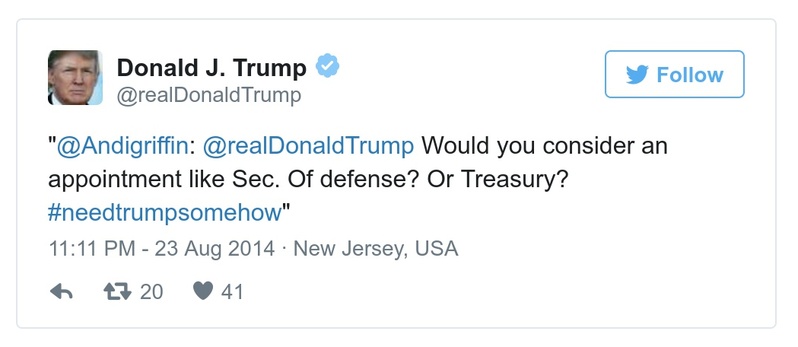 Donald J. Trump
@realDonaldTrump
Follow
"@Andigriffin: @realDonaldTrump Would you consider an
appointment like Sec. Of defense? Or Treasury?
#needtrumpsomehow"
11:11 PM - 23 Aug 2014 · New Jersey, USA
20 41